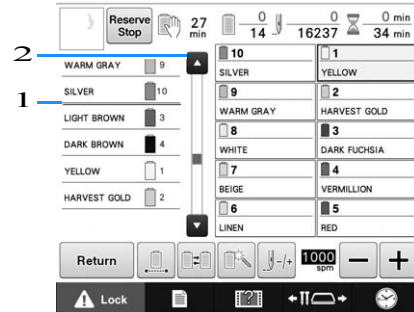 Reserve Stop
27 min
0 14
0 16237
0 min 34 min
2
WARM GRAY 9
SILVER 10
1
LIGHT BROWN 3
DARK BROWN 4
YELLOW 1
HARVEST GOLD 2
10 SILVER
1 YELLOW
9 WARM GRAY
2 HARVEST GOLD
8 WHITE
3 DARK FUCHSIA
7 BEIGE
4 VERMILLION
6 LINEN
5 RED
Return
-/+
1000 spm
−
+
Lock
?